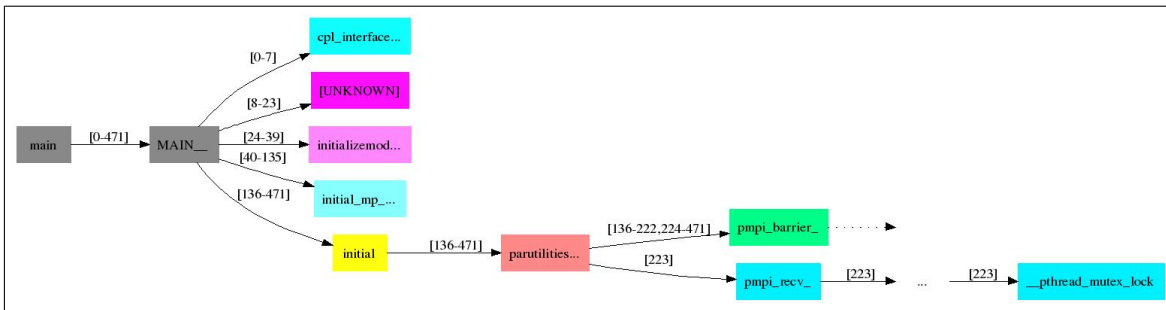 cpl_interface...
[0-7]
[UNKNOWN]
[8-23]
main
[0-471]
MAIN__
[24-39]
initializemod...
[40-135]
initial_mp_...
[136-471]
initial
[136-471]
parutilities...
[136-222,224-471]
pmpi_barrier_
[223]
pmpi_recv_
[223]
...
[223]
__pthread_mutex_lock